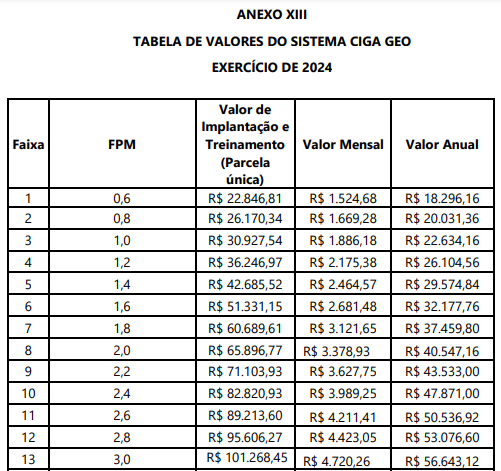 ANEXO XIII
TABELA DE VALORES DO SISTEMA CIGA GEO
EXERCÍCIO DE 2024
Faixa FPM Valor de Implantação e Treinamento (Parcela única) Valor Mensal Valor Anual
1 0,6 R$ 22.846,81 R$ 1.524,68 R$ 18.296,16
2 0,8 R$ 26.170,34 R$ 1.669,28 R$ 20.031,36
3 1,0 R$ 30.927,54 R$ 1.886,18 R$ 22.634,16
4 1,2 R$ 36.246,97 R$ 2.175,38 R$ 26.104,56
5 1,4 R$ 42.685,52 R$ 2.464,57 R$ 29.574,84
6 1,6 R$ 51.331,15 R$ 2.681,48 R$ 32.177,76
7 1,8 R$ 60.689,61 R$ 3.121,65 R$ 37.459,80
8 2,0 R$ 65.896,77 R$ 3.378,93 R$ 40.547,16
9 2,2 R$ 71.103,93 R$ 3.627,75 R$ 43.533,00
10 2,4 R$ 82.820,93 R$ 3.989,25 R$ 47.871,00
11 2,6 R$ 89.213,60 R$ 4.211,41 R$ 50.536,92
12 2,8 R$ 95.606,27 R$ 4.423,05 R$ 53.076,60
13 3,0 R$ 101.268,45 R$ 4.720,26 R$ 56.643,12